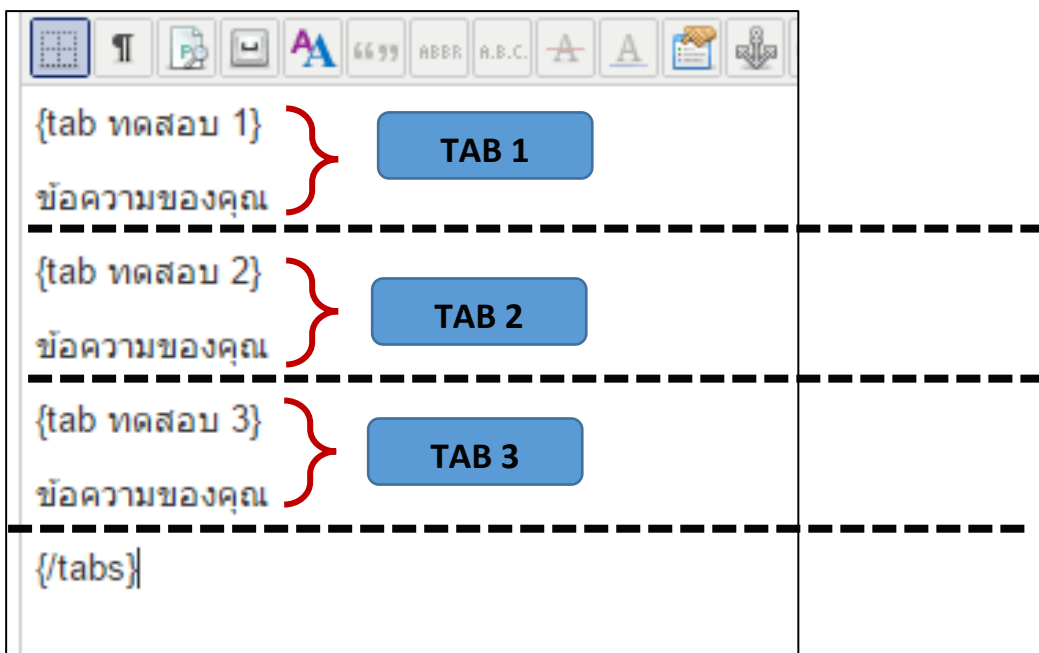 ¶ AA ““ ”” ABBR A.B.C. A A
{tab ทดสอบ 1}
TAB 1
ข้อความของคุณ
{tab ทดสอบ 2}
TAB 2
ข้อความของคุณ
{tab ทดสอบ 3}
TAB 3
ข้อความของคุณ
{/tabs}